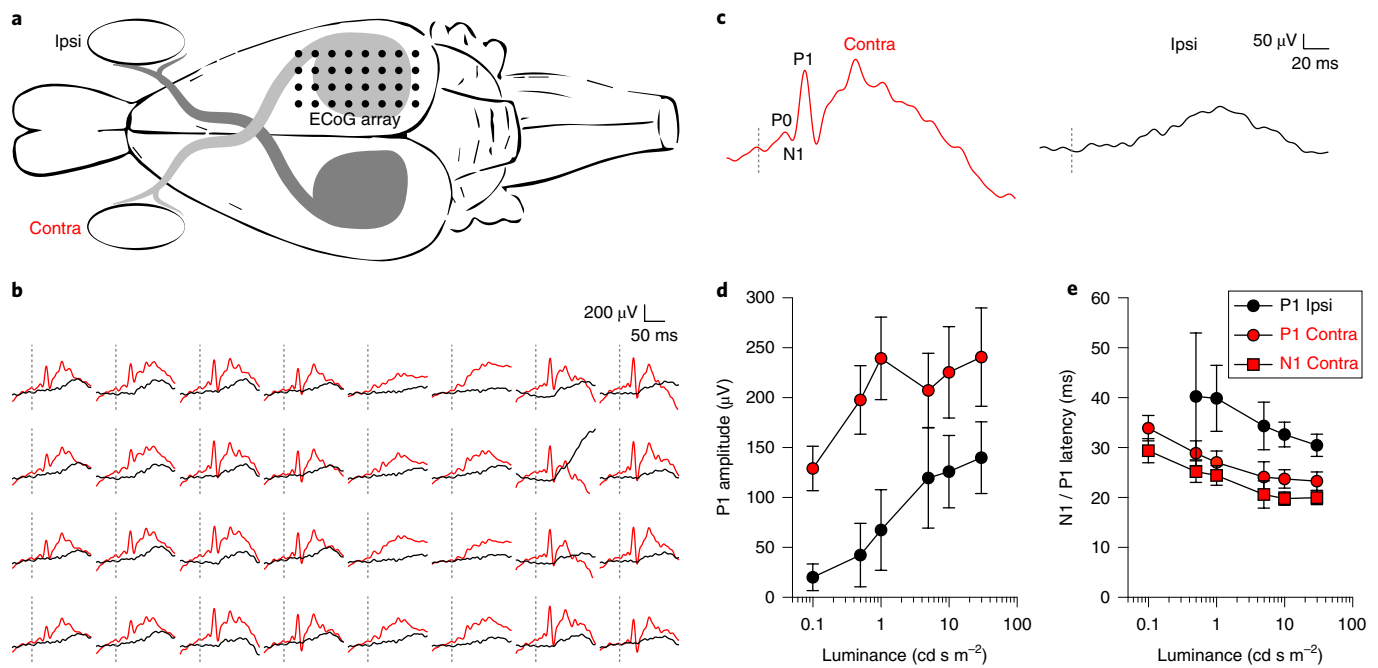 a
Ipsi
Contra
ECoG array
b
200 μV
50 ms
c
Contra
P1
P0
N1
Ipsi
50 μV
20 ms
d
P1 amplitude (μV)
300
250
200
150
100
50
0
0.1 1 10 100
Luminance (cd s m−2)
e
N1 / P1 latency (ms)
60
50
40
30
20
10
0
0.1 1 10 100
Luminance (cd s m−2)
P1 Ipsi
P1 Contra
N1 Contra